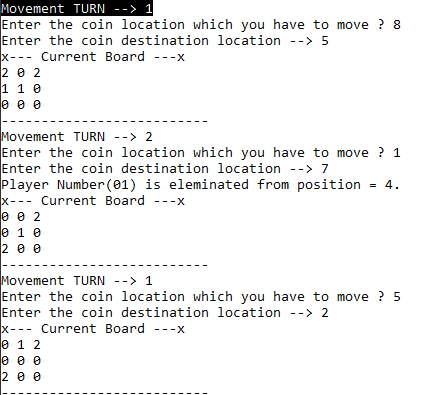 Movement TURN --> 1
Enter the coin location which you have to move ? 8
Enter the coin destination location --> 5
x--- Current Board ---x
2 0 2
1 1 0
0 0 0
--------------------------
Movement TURN --> 2
Enter the coin location which you have to move ? 1
Enter the coin destination location --> 7
Player Number(01) is eleminated from position = 4.
x--- Current Board ---x
0 0 2
0 1 0
2 0 0
--------------------------
Movement TURN --> 1
Enter the coin location which you have to move ? 5
Enter the coin destination location --> 2
x--- Current Board ---x
0 1 2
0 0 0
2 0 0
--------------------------